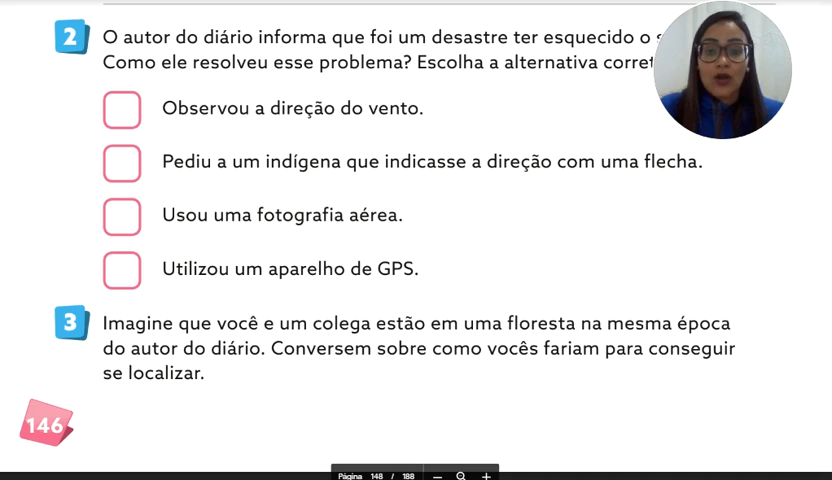 2 O autor do diário informa que foi um desastre ter esquecido o
Como ele resolveu esse problema? Escolha a alternativa
Observou a direção do vento.
Pediu a um indígena que indicasse a direção com uma flecha.
Usou uma fotografia aérea.
Utilizou um aparelho de GPS.
3 Imagine que você e um colega estão em uma floresta na mesma época
do autor do diário. Conversem sobre como vocês fariam para conseguir
se localizar.
146
Página 148 / 188 — +